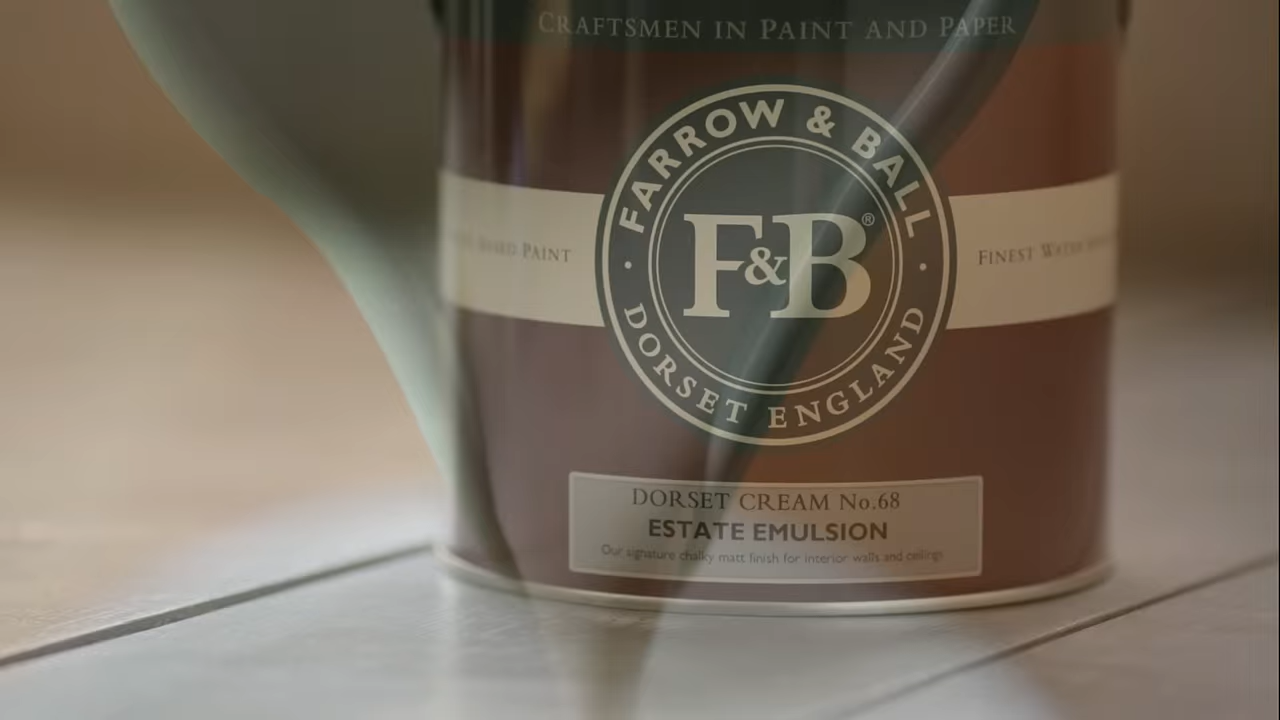 CRAFTSMEN IN PAINT AND PAPER
FARROW & BALL
F&B®
PAINT
FINEST WATER
DORSET ENGLAND
DORSET CREAM No.68
ESTATE EMULSION
Our signature chalky matt finish for interior walls and ceilings